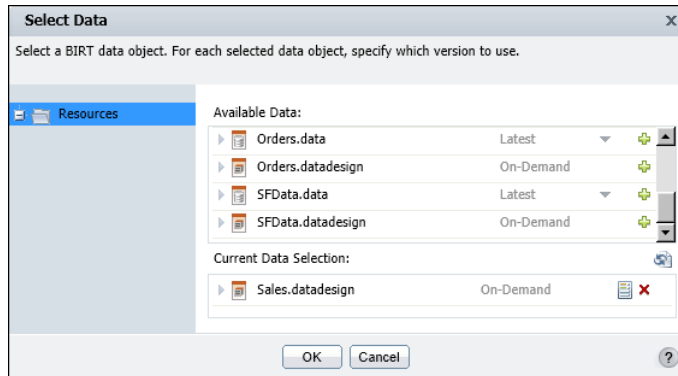 Select Data
X
Select a BIRT data object. For each selected data object, specify which version to use.
Resources
Available Data:
Orders.data Latest
Orders.datadesign On-Demand
SFData.data Latest
SFData.datadesign On-Demand
Current Data Selection:
Sales.datadesign On-Demand
OK Cancel
?